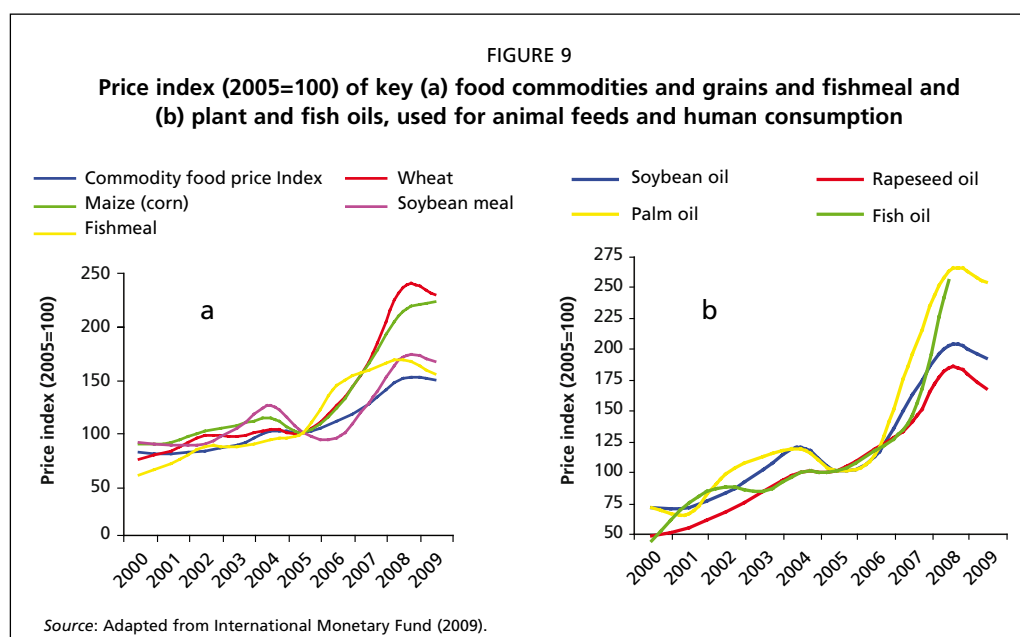 FIGURE 9
Price index (2005=100) of key (a) food commodities and grains and fishmeal and
(b) plant and fish oils, used for animal feeds and human consumption
Commodity food price Index
Wheat
Maize (corn)
Soybean meal
Fishmeal
Soybean oil
Rapeseed oil
Palm oil
Fish oil
Price index (2005=100)
250
200
150
100
50
0
a
2000 2001 2002 2003 2004 2005 2006 2007 2008 2009
Price index (2005=100)
275
250
225
200
175
150
125
100
75
50
b
2000 2001 2002 2003 2004 2005 2006 2007 2008 2009
Source: Adapted from International Monetary Fund (2009).